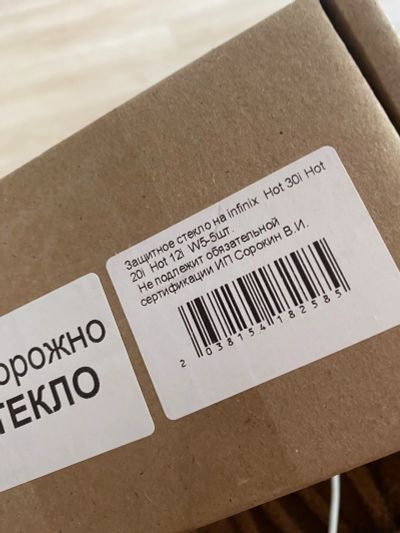 Защитное стекло на infinix Hot 30i Hot
20i Hot 12i W5-5шт.
Не подлежит обязательной
сертификации ИП Сорокин В.И.
2038154182585
орожно
ТЕКЛО